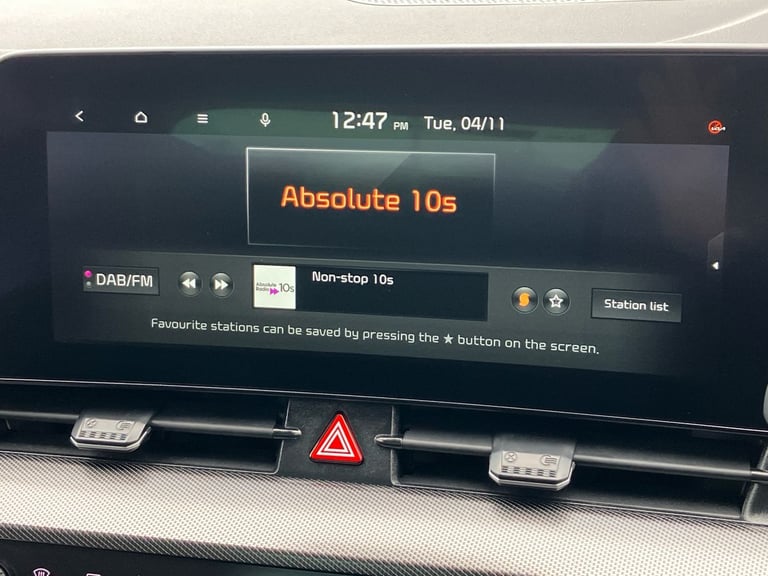 12:47 PM Tue, 04/11
Absolute 10s
DAB/FM
Absolute
Radio 10s
Non-stop 10s
Station list
Favourite stations can be saved by pressing the ★ button on the screen.